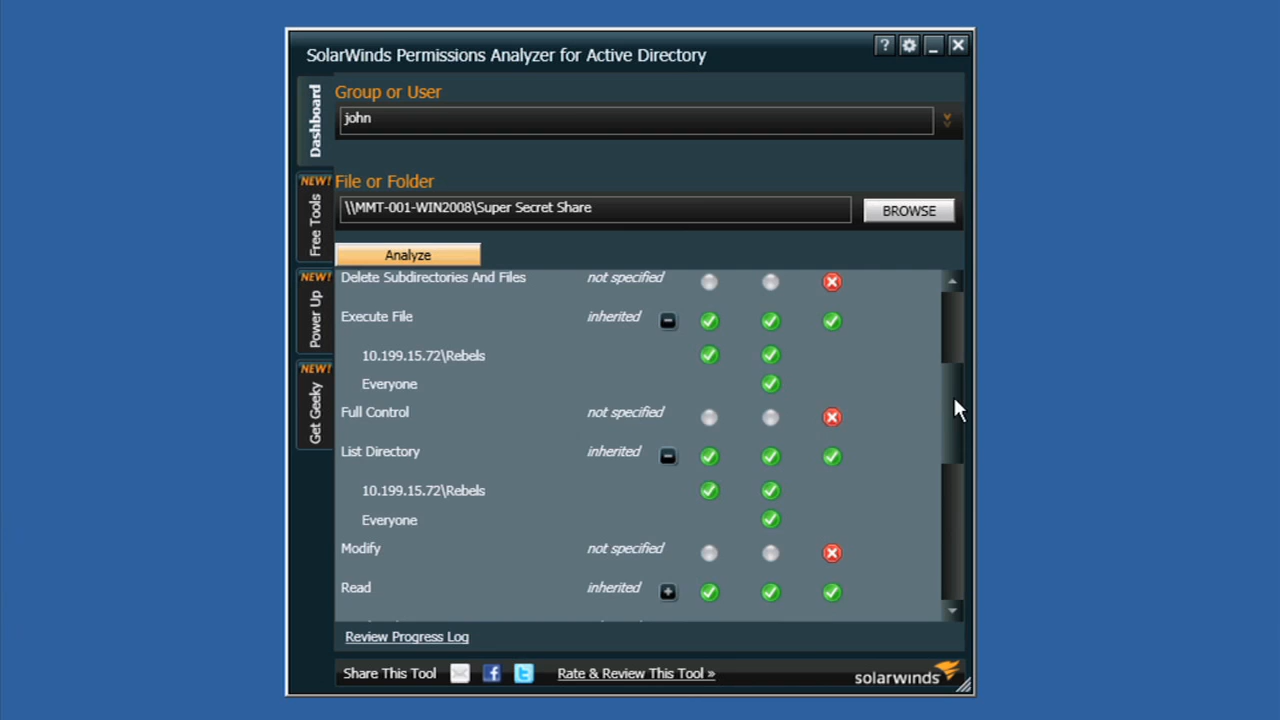 SolarWinds Permissions Analyzer for Active Directory
?
Dashboard
Group or User
john
NEW!
Free Tools
File or Folder
\\MMT-001-WIN2008\Super Secret Share
BROWSE
Analyze
NEW!
Power Up
NEW!
Get Geeky
Delete Subdirectories And Files not specified
Execute File inherited
10.199.15.72\Rebels
Everyone
Full Control not specified
List Directory inherited
10.199.15.72\Rebels
Everyone
Modify not specified
Read inherited
Review Progress Log
Share This Tool
Rate & Review This Tool »
solarwinds